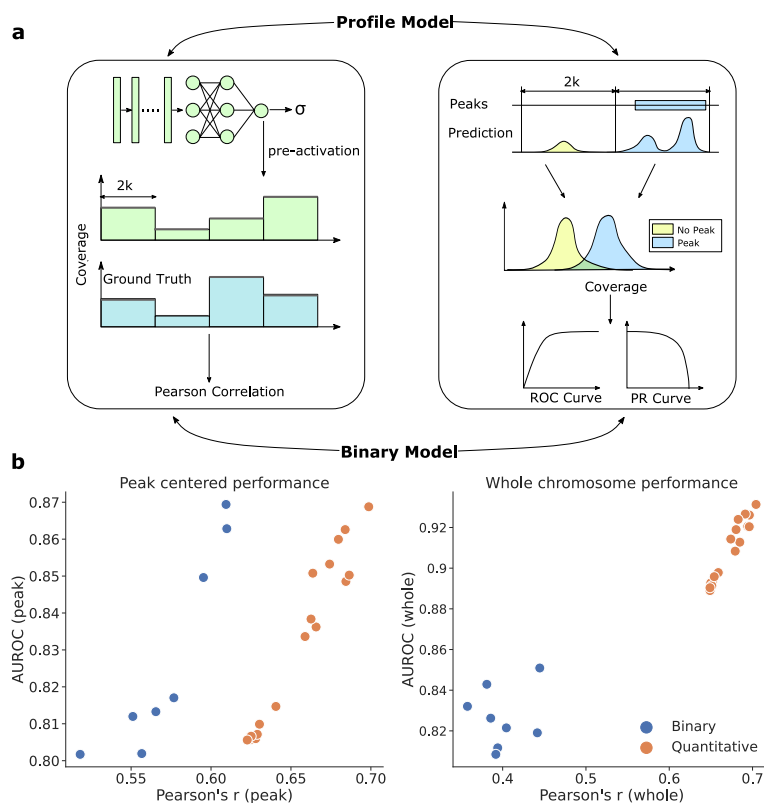 Profile Model
a
σ
pre-activation
2k
Coverage
Ground Truth
Pearson Correlation
2k
Peaks
Prediction
No Peak
Peak
Coverage
ROC Curve
PR Curve
Binary Model
b
Peak centered performance
0.87
0.86
0.85
0.84
0.83
0.82
0.81
0.80
AUROC (peak)
0.55
0.60
0.65
0.70
Pearson's r (peak)
Whole chromosome performance
0.92
0.9
0.88
0.86
0.84
0.82
AUROC (whole)
Binary
Quantitative
0.4
0.5
0.6
0.7
Pearson's r (whole)